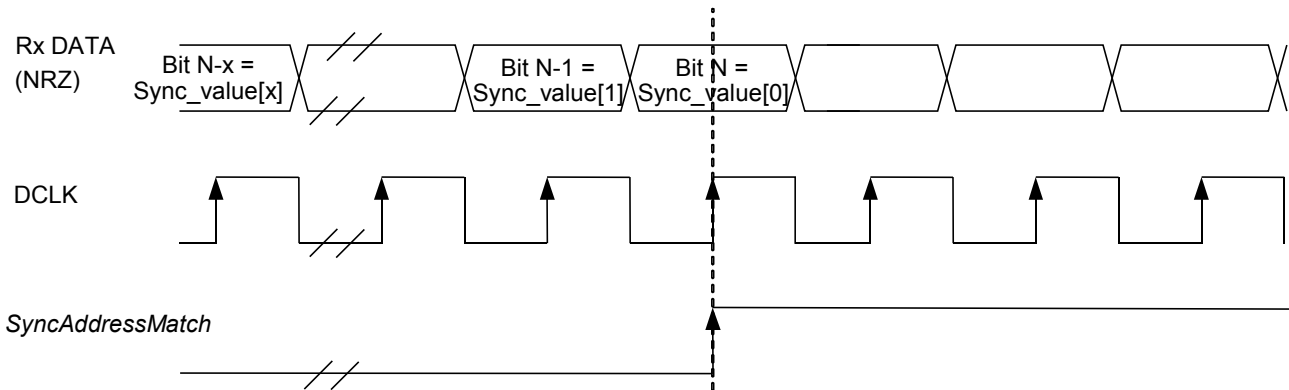 Rx DATA
(NRZ)
Bit N-x =
Sync_value[x]
Bit N-1 =
Sync_value[1]
Bit N =
Sync_value[0]
DCLK
SyncAddressMatch